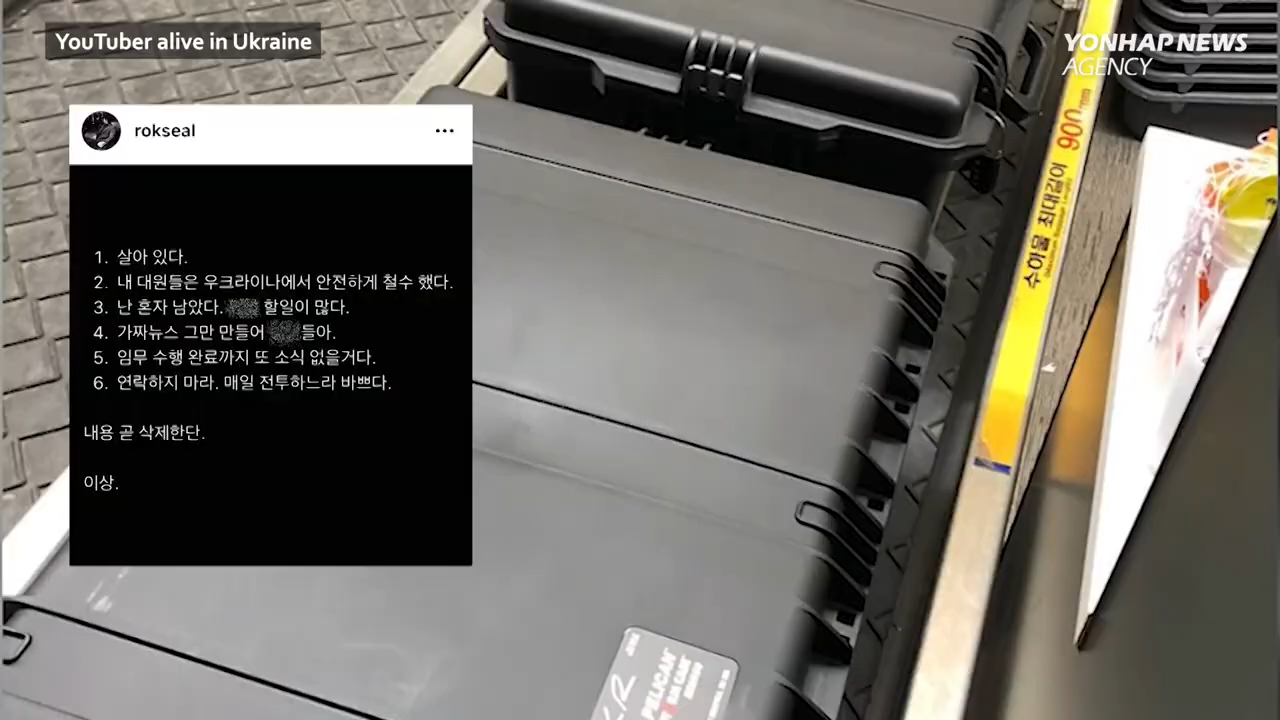 YouTuber alive in Ukraine
YONHAP NEWS
AGENCY
rokseal
1. 살아 있다.
2. 내 대원들은 우크라이나에서 안전하게 철수 했다.
3. 난 혼자 남았다. 할일이 많다.
4. 가짜뉴스 그만 만들어 들아.
5. 임무 수행 완료까지 또 소식 없을거다.
6. 연락하지 마라. 매일 전투하느라 바쁘다.
내용 곧 삭제한단.
이상.
900mm
수하물 최대길이
PELICAN